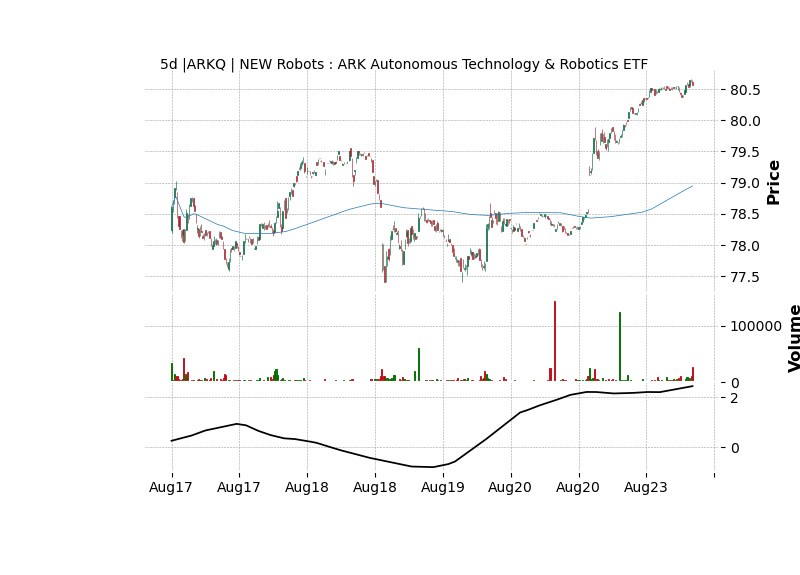 5d |ARKQ | NEW Robots : ARK Autonomous Technology & Robotics ETF
80.5
80.0
79.5
79.0
78.5
78.0
77.5
Price
100000
0
Volume
2
0
Aug17 Aug17 Aug18 Aug18 Aug19 Aug20 Aug20 Aug23